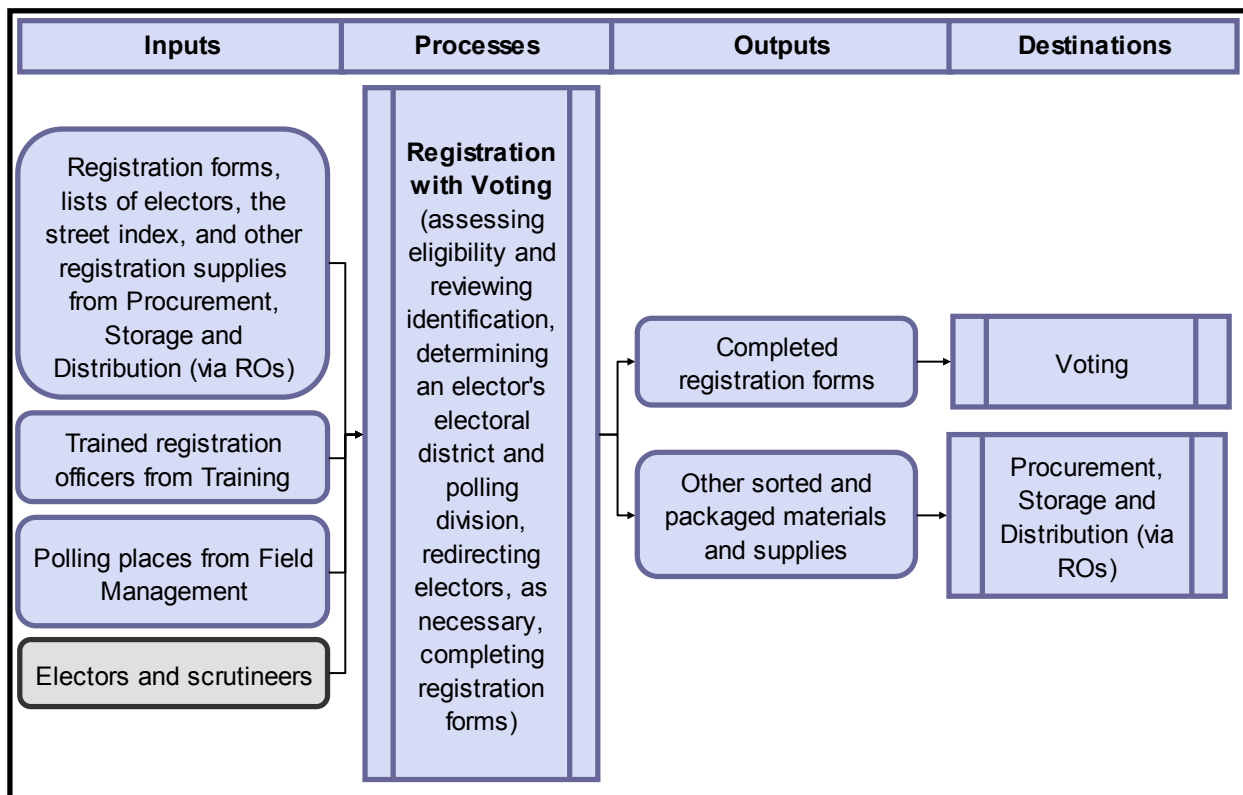 Inputs
Processes
Outputs
Destinations
Registration forms,
lists of electors, the
street index, and other
registration supplies
from Procurement,
Storage and
Distribution (via ROs)
Trained registration
officers from Training
Polling places from Field
Management
Electors and scrutineers
Registration
with Voting
(assessing
eligibility and
reviewing
identification,
determining
an elector's
electoral
district and
polling
division,
redirecting
electors, as
necessary,
completing
registration
forms)
Completed
registration forms
Other sorted and
packaged materials
and supplies
Voting
Procurement,
Storage and
Distribution (via
ROs)